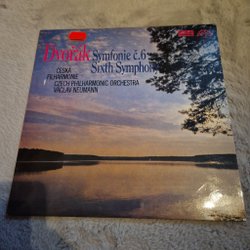 Dvořák Symfonie č.6
Sixth Symphony
ČESKÁ
FILHARMONIE
CZECH PHILHARMONIC ORCHESTRA
VÁCLAV NEUMANN